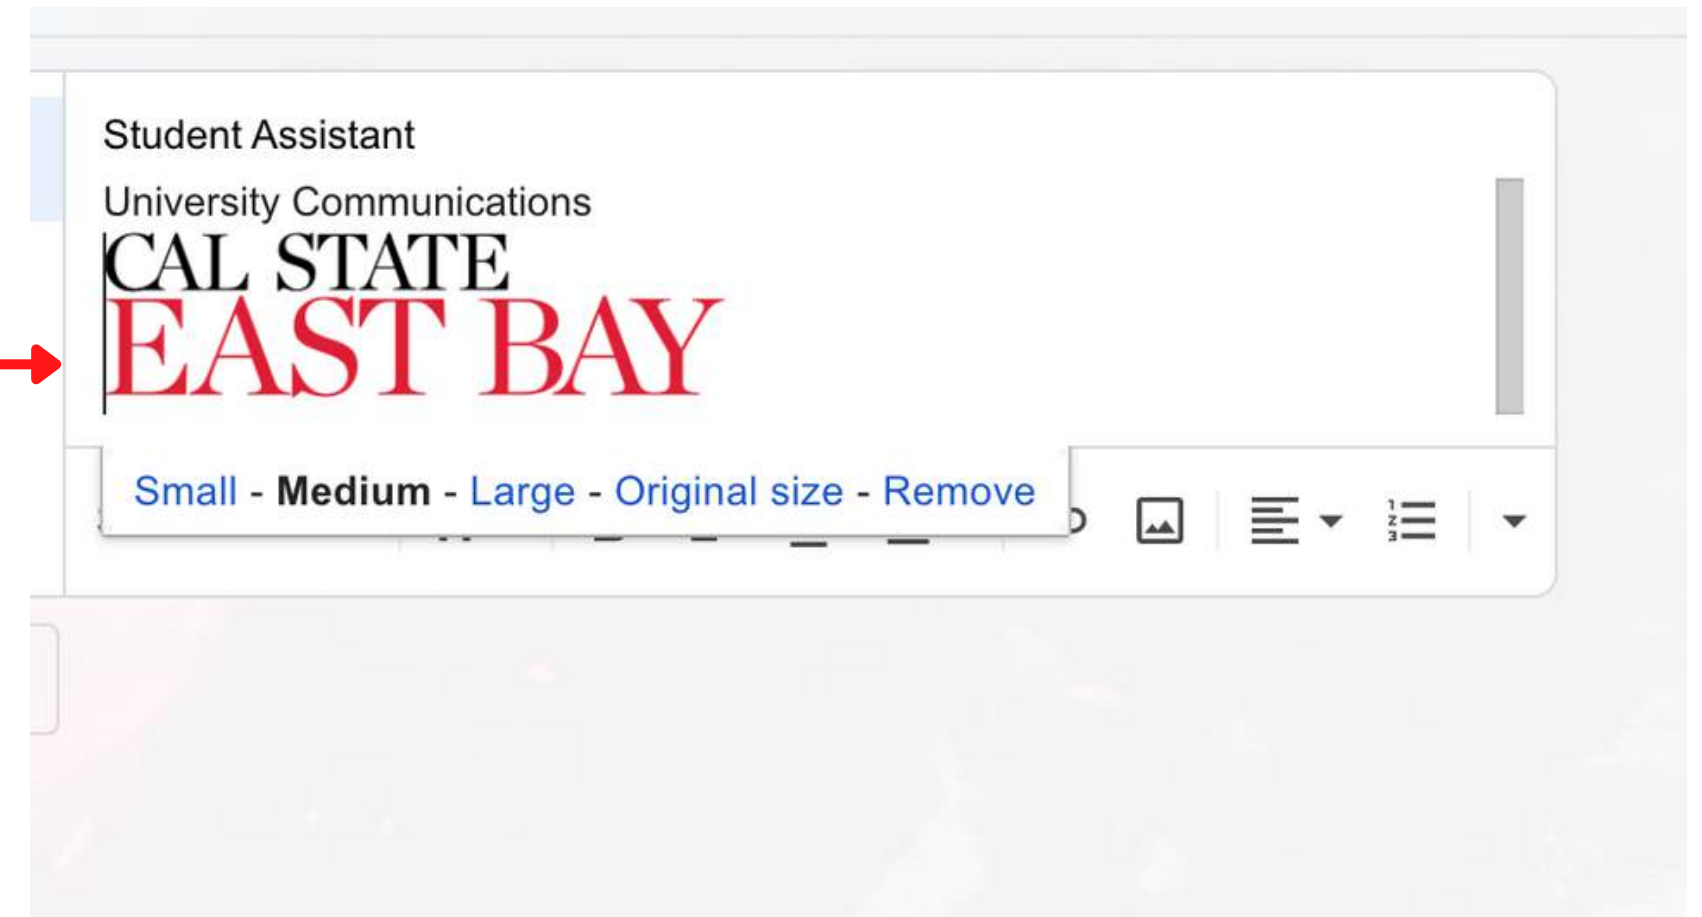 Student Assistant
University Communications
CAL STATE
EAST BAY
Small - Medium - Large - Original size - Remove